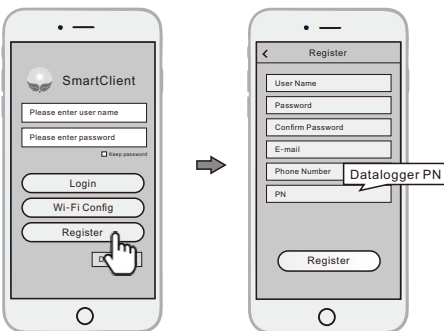 SmartClient
Please enter user name
Please enter password
Keep password
Login
Wi-Fi Config
Register
Register
User Name
Password
Confirm Password
E-mail
Phone Number
Datalogger PN
PN
Register